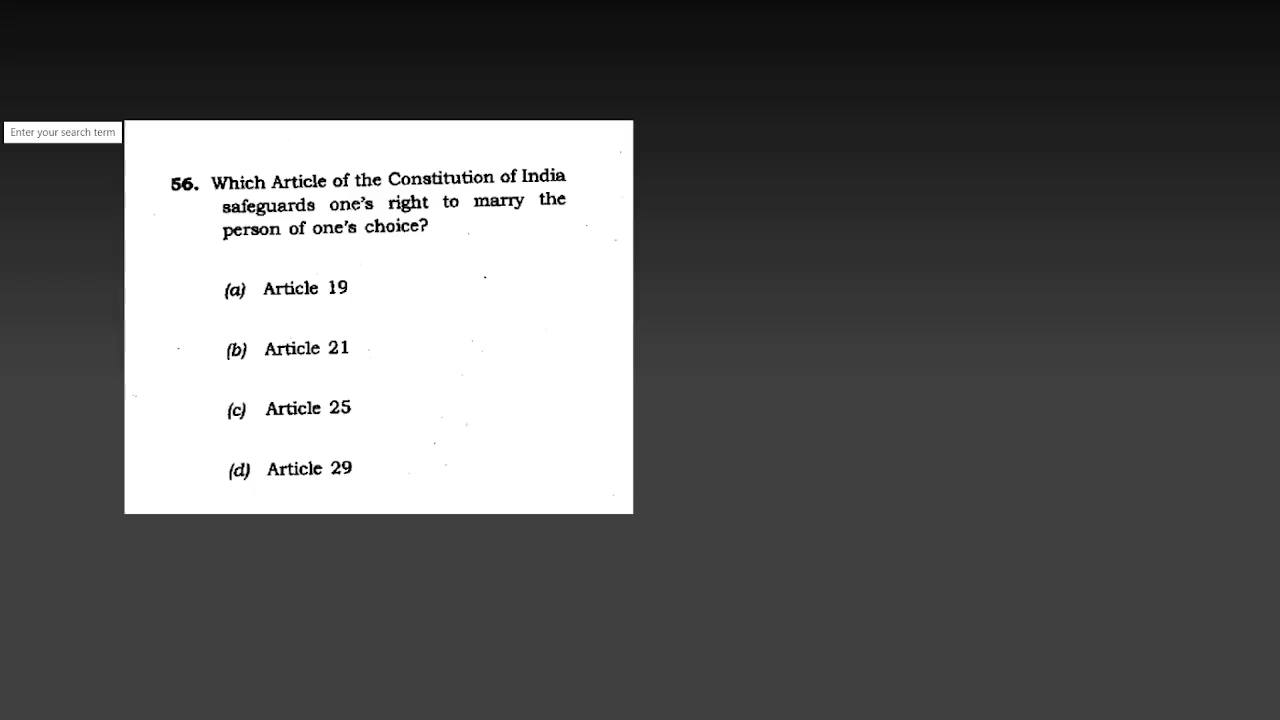 Enter your search term
56. Which Article of the Constitution of India
safeguards one's right to marry the
person of one's choice?
(a) Article 19
(b) Article 21
(c) Article 25
(d) Article 29